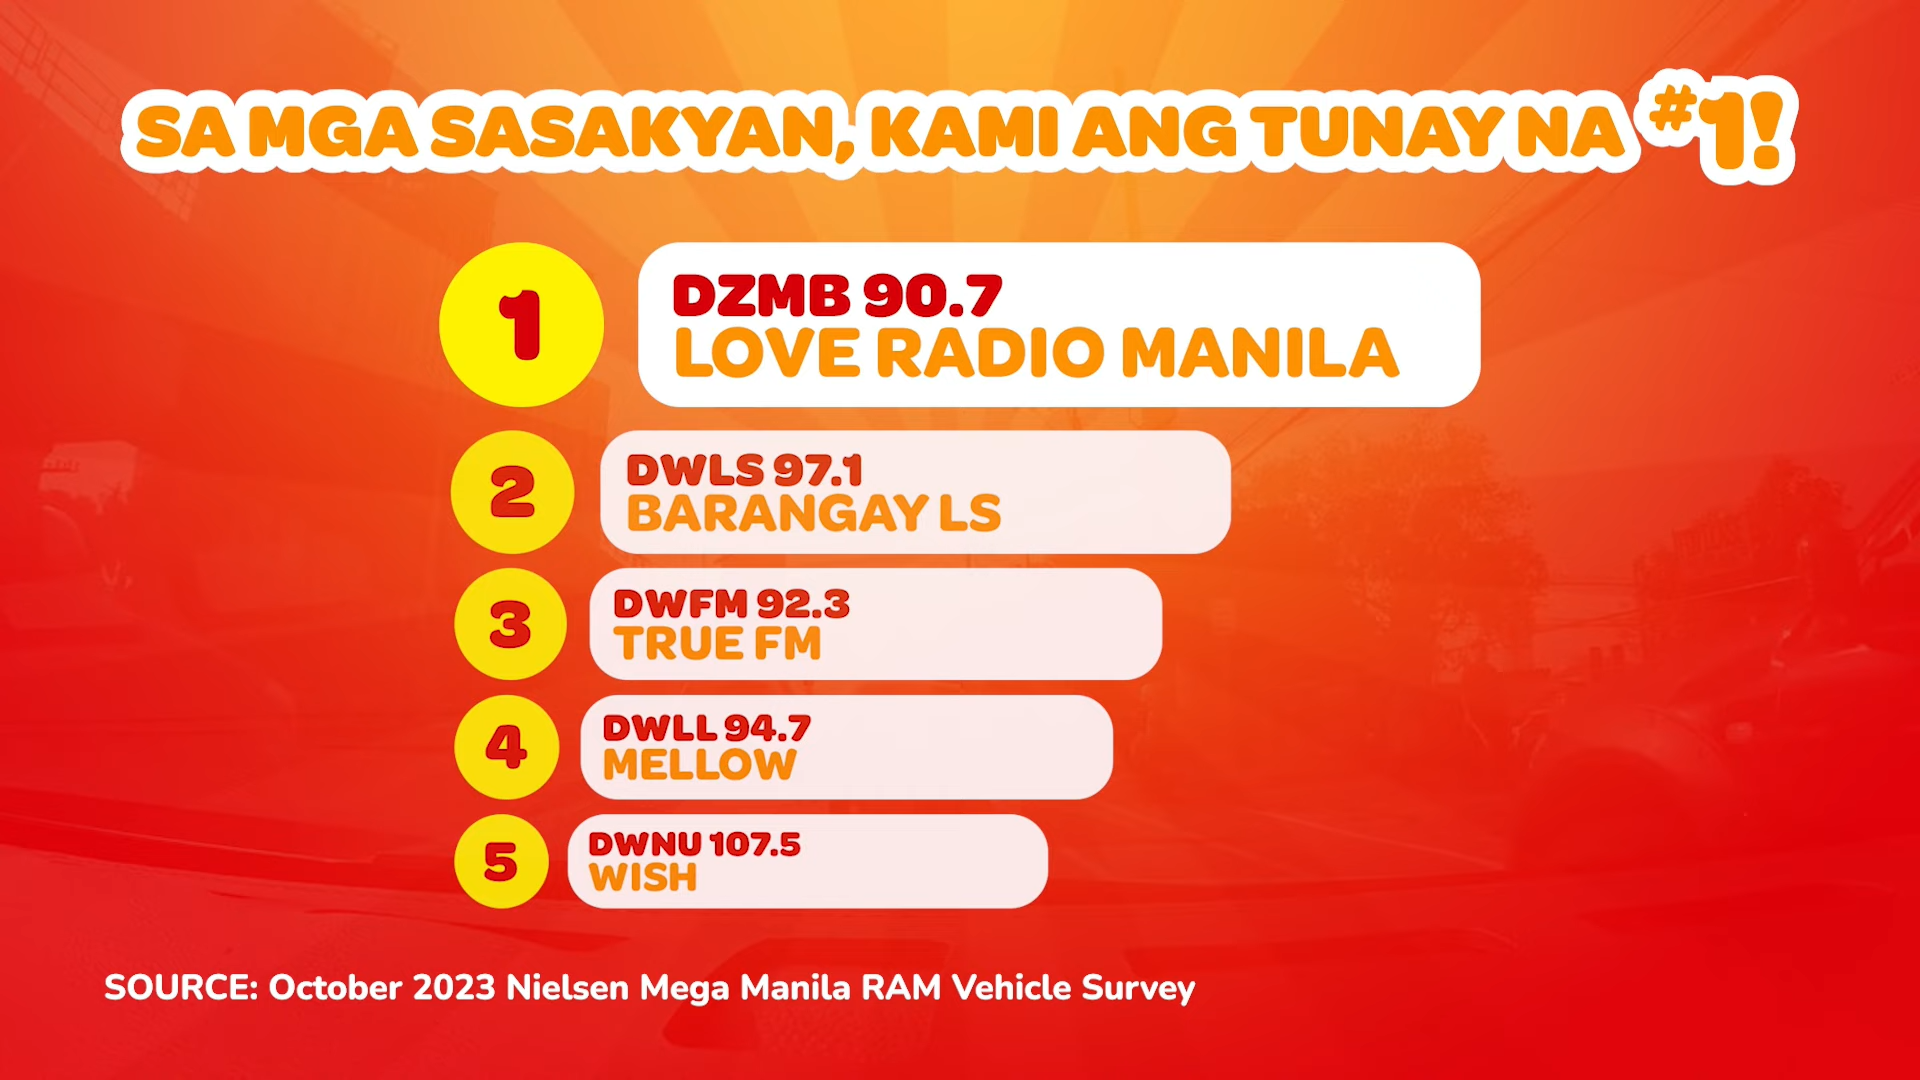 SA MGA SASAKYAN, KAMI ANG TUNAY NA #1!
1
DZMB 90.7
LOVE RADIO MANILA
2
DWLS 97.1
BARANGAY LS
3
DWFM 92.3
TRUE FM
4
DWLL 94.7
MELLOW
5
DWNU 107.5
WISH
SOURCE: October 2023 Nielsen Mega Manila RAM Vehicle Survey